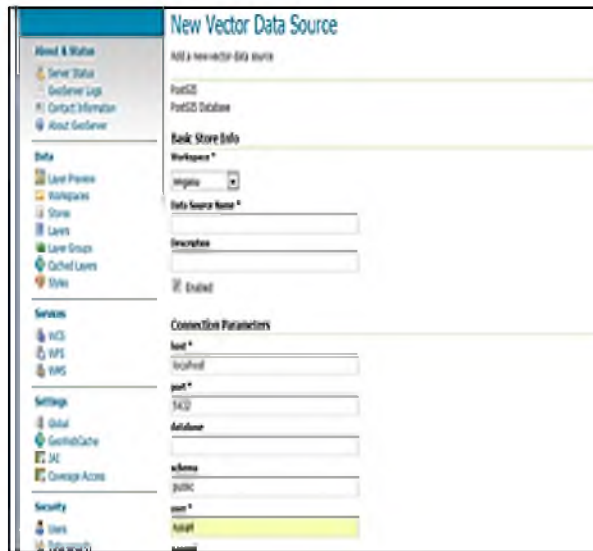 New Vector Data Source
Add a new vector data source
PostGIS
PostGIS Database
Basic Store Info
Workspace *
Data Source Name *
Description
Enabled
Connection Parameters
host *
localhost
port *
5432
database
schema
public
user *
About & Status
Server Status
GeoServer Logs
Contact Information
About GeoServer
Data
Layer Preview
Workspaces
Stores
Layers
Layer Groups
Cached Layers
Styles
Services
WCS
WFS
WMS
Settings
Global
GeoWebCache
JAI
Coverage Access
Security
Users
Data security